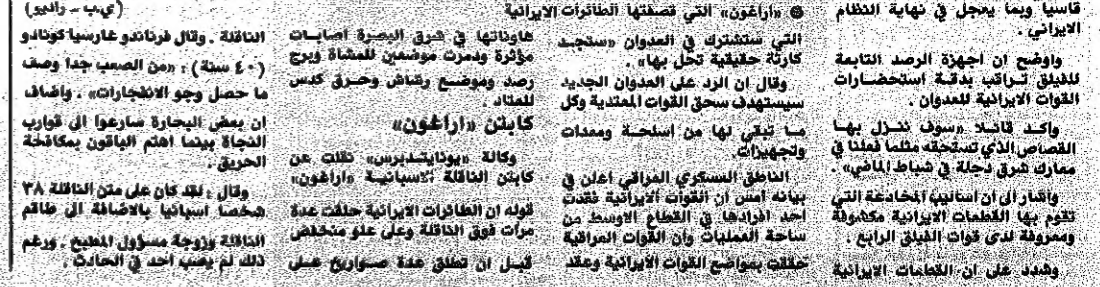 قاسيا وبما يعجل في نهاية النظام
الايراني .
واوضح ان اجهزة الرصد التابعة
للفيلق تراقب بدقة استحضارات
القوات الايرانية للعدوان .
واكد قائلا «سوف ننزل بها
القصاص الذي تستحقه مثلما فعلنا في
معارك شرق دجلة في شباط الماضي» .
واشار الى ان اساليب المخادعة التي
تقوم بها القطعات الايرانية مكشوفة
ومعروفة لدى قوات الفيلق الرابع .
وشدد على ان القطعات الايرانية
● «اراغون» التي قصفتها الطائرات الايرانية
التي ستشترك في العدوان «ستجد
كارثة حقيقية تحل بها» .
وقال ان الرد على العدوان الجديد
سيستهدف سحق القوات المعتدية وكل
ما تبقى لها من اسلحة ومعدات
وتجهيزات.
الناطق العسكري العراقي اعلن في
بيانه امس ان القوات الايرانية فقدت
احد افرادها في القطاع الاوسط من
ساحة العمليات وان القوات العراقية
حققت بمواضع القوات الايرانية وعقد
هاوناتها في شرق البصرة اصابات
مؤثرة ودمرت موضعين للمشاة وبرج
رصد وموضع رشاش وحرق كدس
للعتاد .
كابتن «اراغون»
وكالة «يونايتدبرس» نقلت عن
كابتن الناقلة الاسبانية «اراغون»
قوله ان الطائرات الايرانية حلقت عدة
مرات فوق الناقلة وعلى علو منخفض
قبل ان تطلق عدة صواريخ على
(ي.ب ـ راديو)
الناقلة . وقال فرناندو غارسيا كونادو
(٤٠ سنة) : «من الصعب جدا وصف
ما حصل وجو الانفجارات» . واضاف
ان بعض البحارة سارعوا الى قوارب
النجاة بينما اهتم الباقون بمكافحة
الحريق .
وقال : لقد كان على متن الناقلة ٣٨
شخصا اسبانيا بالاضافة الى طاقم
الناقلة وزوجة مسؤول المطبخ . ورغم
ذلك لم يصب احد في الحادث .